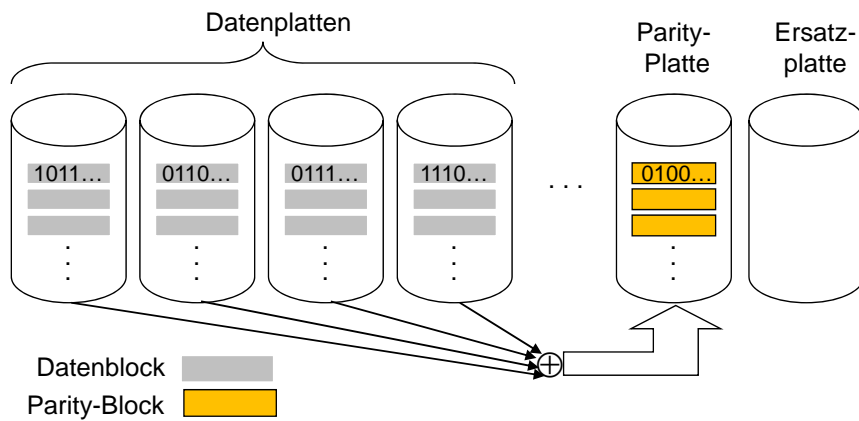 Datenplatten
Parity-
Platte
Ersatz-
platte
1011…
0110…
0111…
1110…
. . .
0100…
Datenblock
Parity-Block